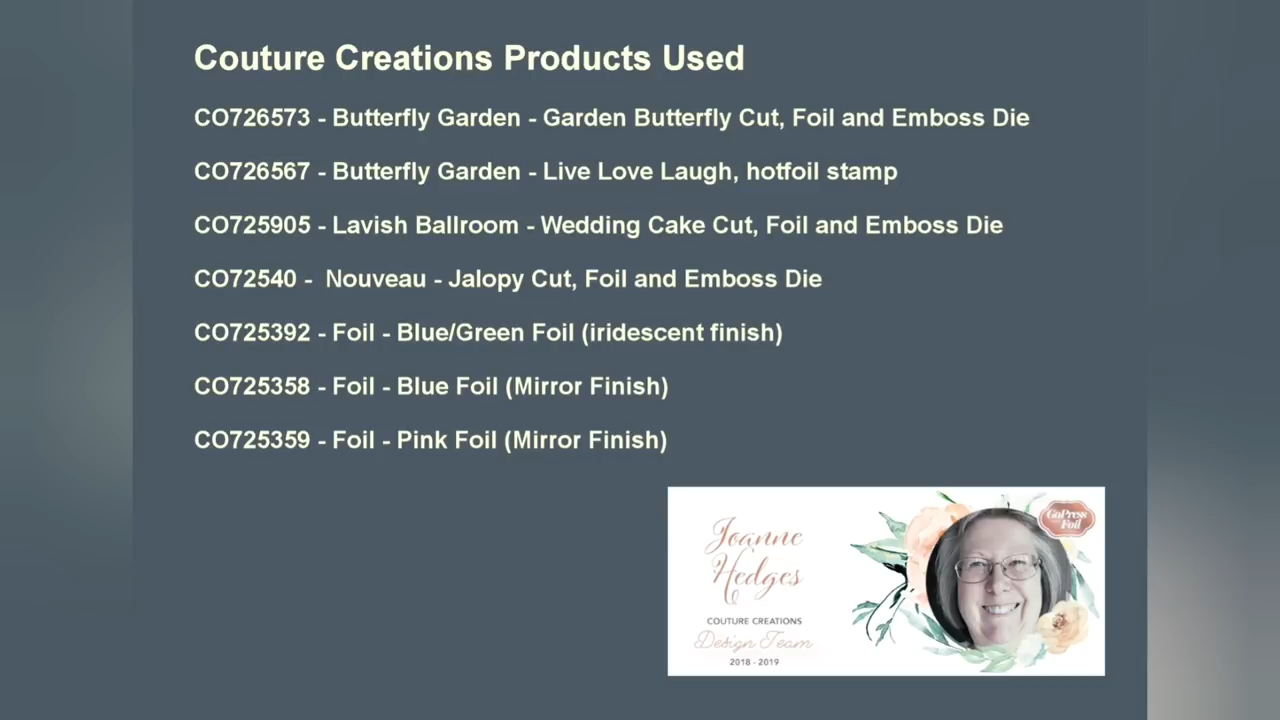 Couture Creations Products Used
CO726573 - Butterfly Garden - Garden Butterfly Cut, Foil and Emboss Die
CO726567 - Butterfly Garden - Live Love Laugh, hotfoil stamp
CO725905 - Lavish Ballroom - Wedding Cake Cut, Foil and Emboss Die
CO72540 -  Nouveau - Jalopy Cut, Foil and Emboss Die
CO725392 - Foil - Blue/Green Foil (iridescent finish)
CO725358 - Foil - Blue Foil (Mirror Finish)
CO725359 - Foil - Pink Foil (Mirror Finish)
Joanne
Hedges
COUTURE CREATIONS
Design Team
2018 - 2019
GoPress
Foil